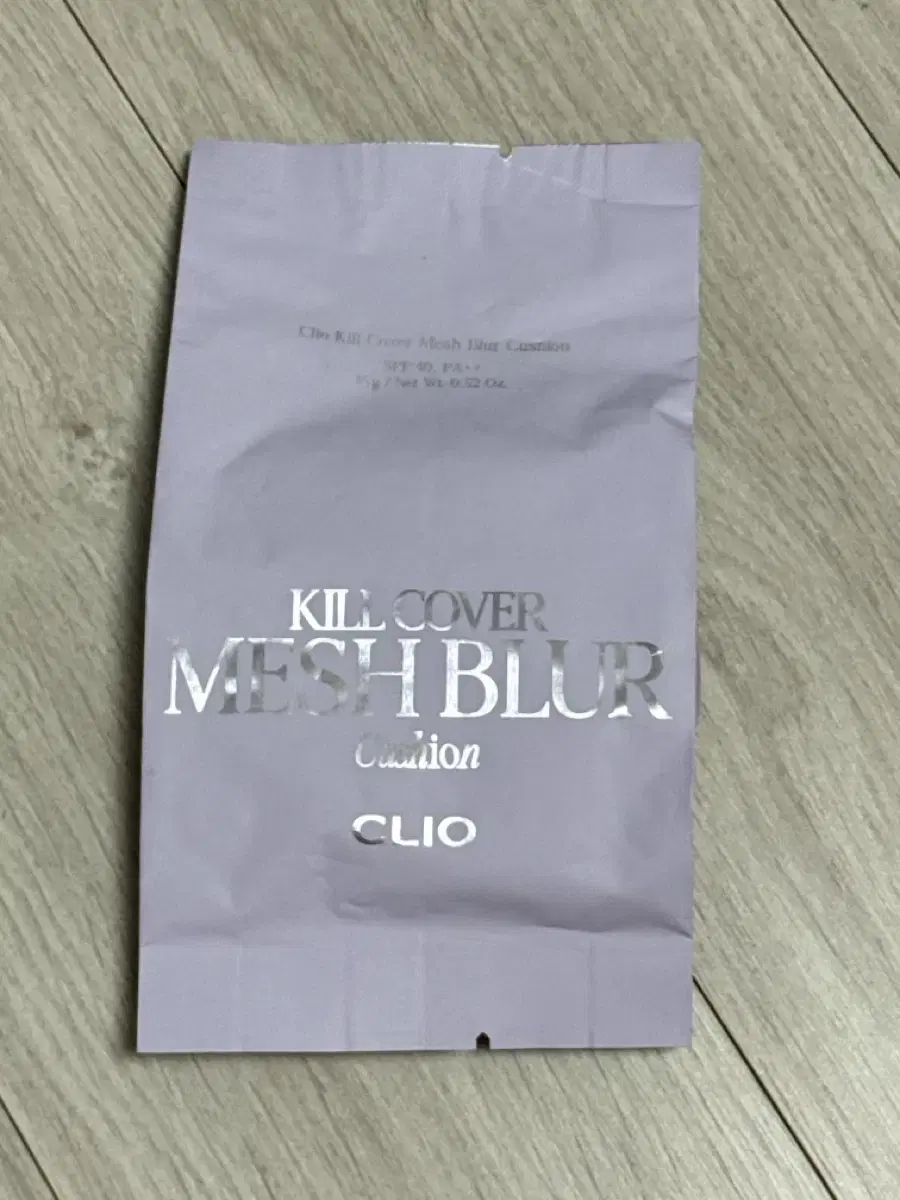 Clio Kill Cover Mesh Blur Cushion
SPF 40, PA++
15g / Net Wt. 0.52 Oz.
KILL COVER
MESH BLUR
Cushion
CLIO